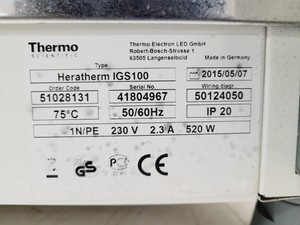 Thermo Thermo Electron LED GmbH
SCIENTIFIC Robert-Bosch-Strasse 1
63505 Langenselbold Made in Germany
Type
Heratherm IGS100 2015/05/07
Order Code Serial No. Wiring diagr.
51028131 41804967 50124050
75°C 50/60Hz IP 20
1N/PE 230 V 2.3 A 520 W
GS PC CE